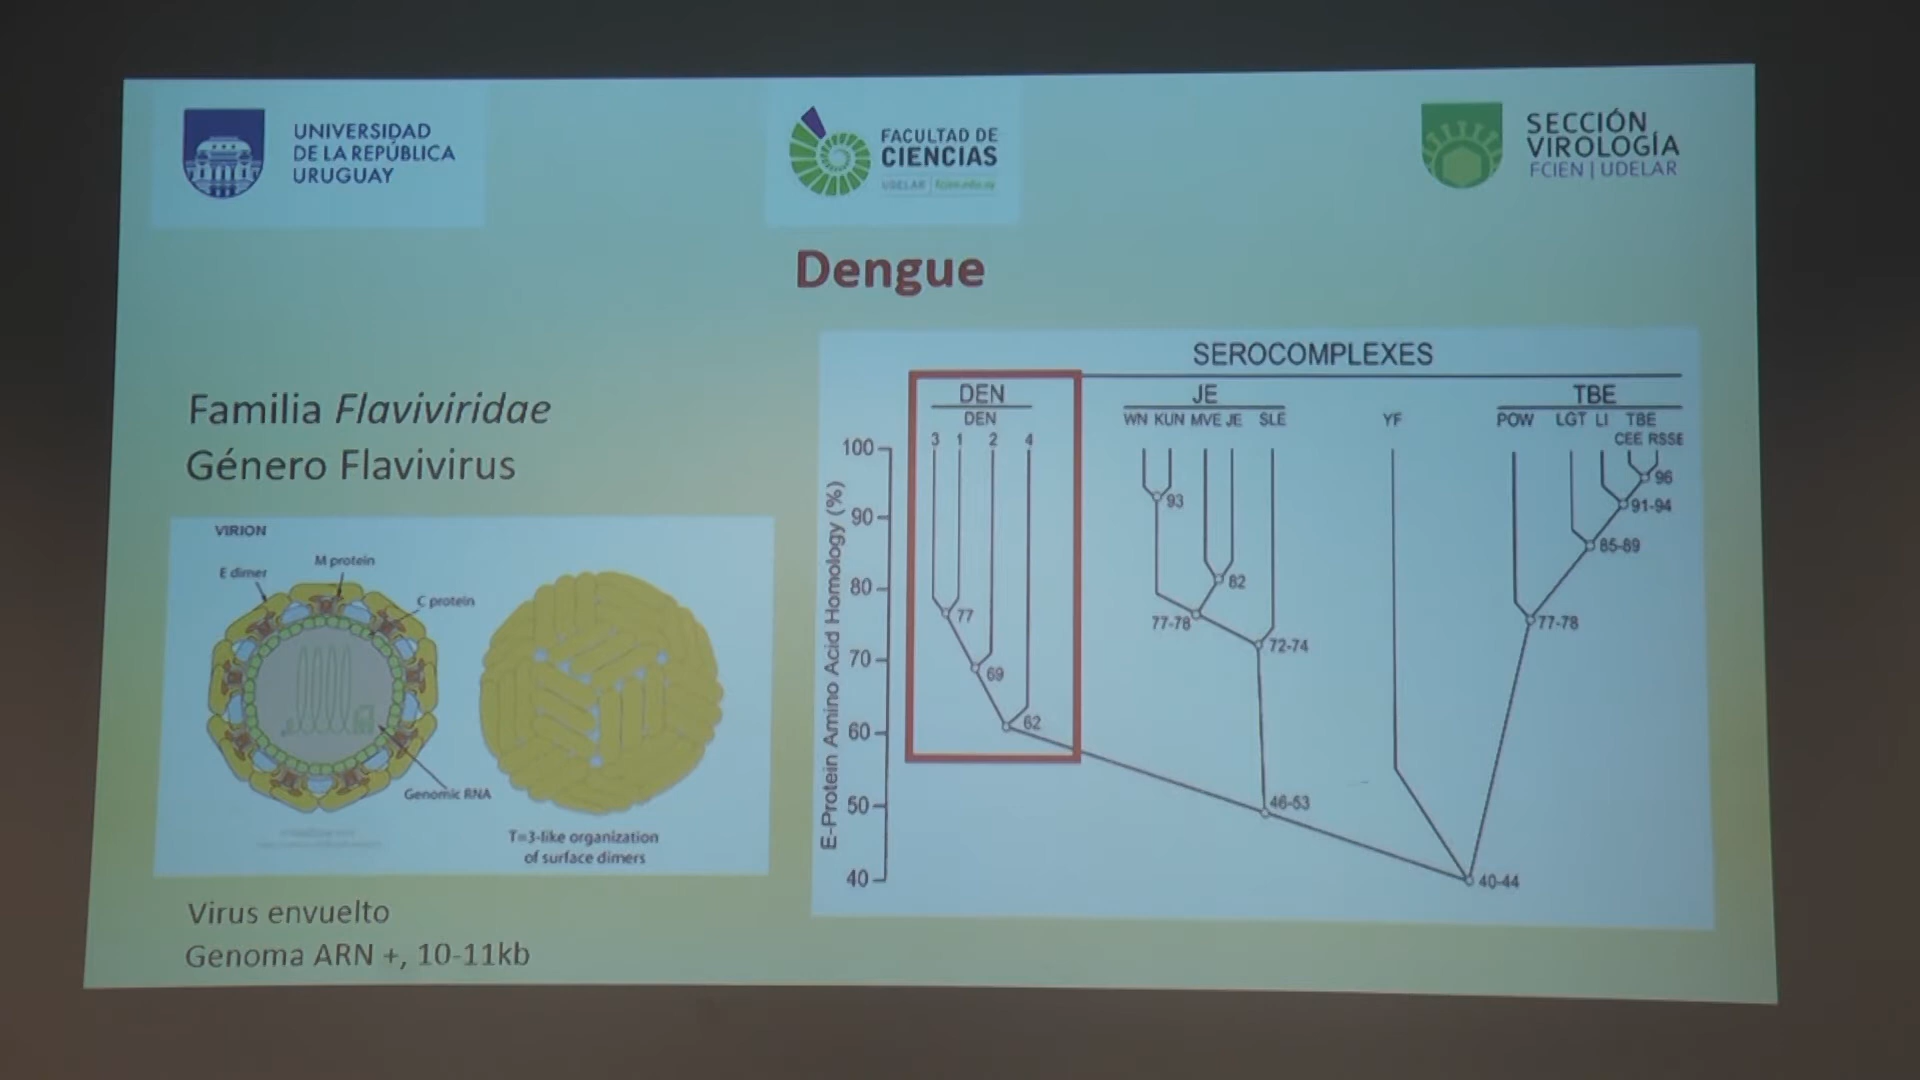 UNIVERSIDAD
DE LA REPÚBLICA
URUGUAY
FACULTAD DE
CIENCIAS
UDELAR | fcien.edu.uy
SECCIÓN
VIROLOGÍA
FCIEN | UDELAR
Dengue
Familia Flaviviridae
Género Flavivirus
VIRION
M protein
E dimer
C protein
Genomic RNA
T=3-like organization
of surface dimers
Virus envuelto
Genoma ARN +, 10-11kb
SEROCOMPLEXES
DEN JE TBE
DEN WN KUN MVE JE SLE YF POW LGT LI TBE
3 1 2 4 CEE RSSE
E-Protein Amino Acid Homology (%)
100
90
80
70
60
50
40
77
69
62
93
82
77-78
72-74
46-53
96
91-94
85-89
77-78
40-44